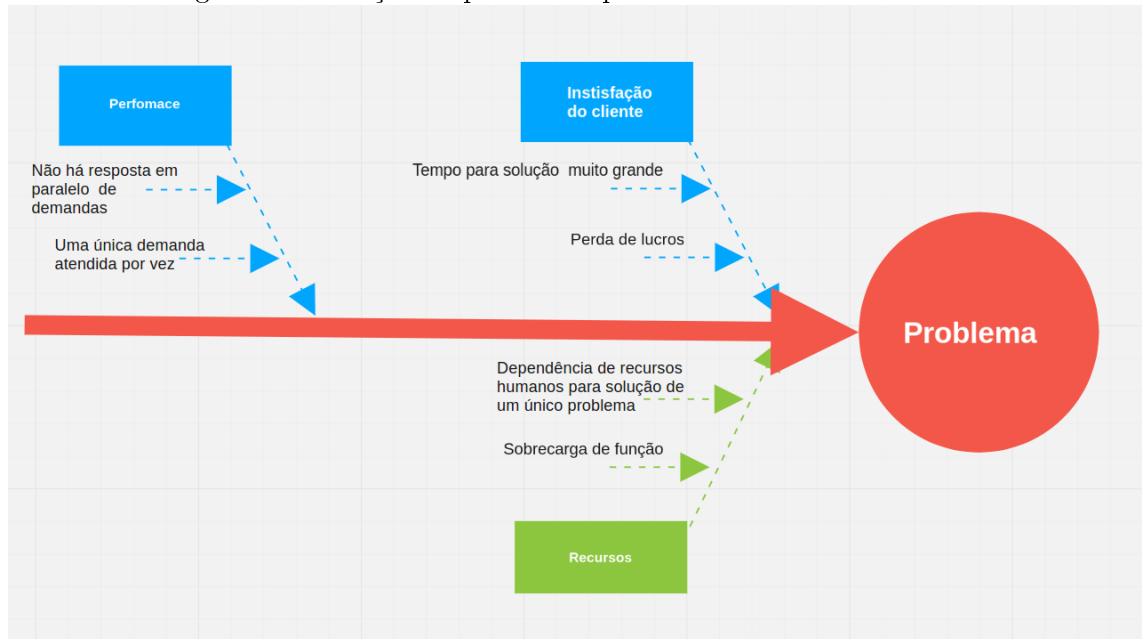 Perfomace
Instisfação
do cliente
Não há resposta em
paralelo de
demandas
Tempo para solução muito grande
Uma única demanda
atendida por vez
Perda de lucros
Problema
Dependência de recursos
humanos para solução de
um único problema
Sobrecarga de função
Recursos